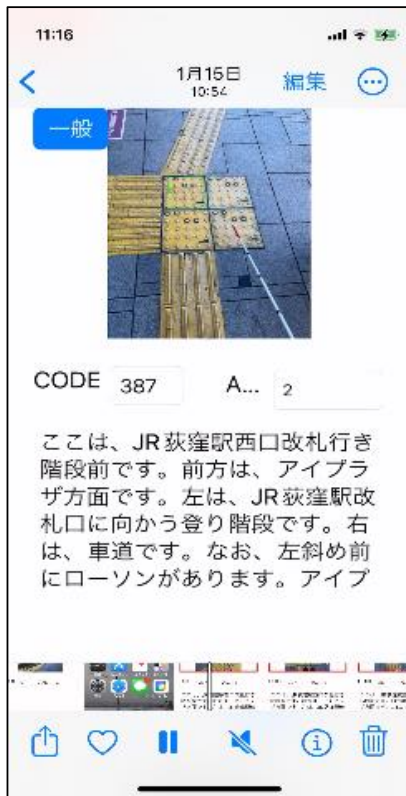 11:16
1月15日
10:54
編集
一般
CODE
387
A...
2
ここは、JR荻窪駅西口改札行き
階段前です。前方は、アイプラ
ザ方面です。左は、JR荻窪駅改
札口に向かう登り階段です。右
は、車道です。なお、左斜め前
にローソンがあります。アイプ